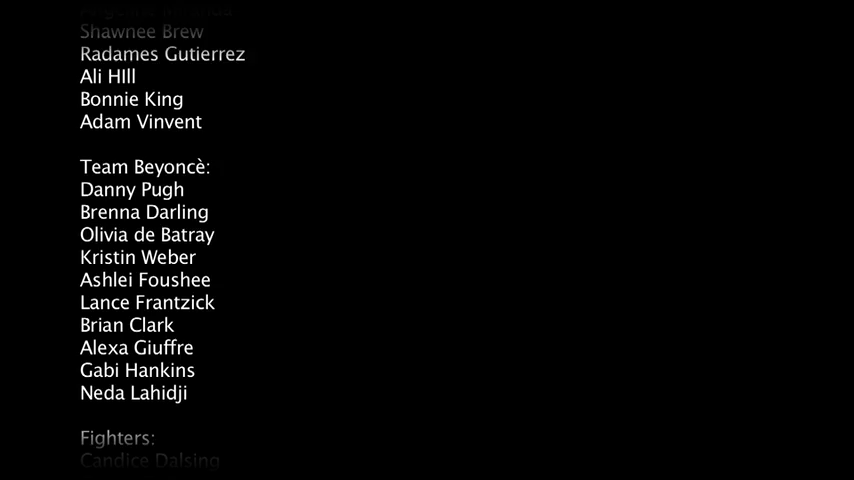 Shawnee Brew
Radames Gutierrez
Ali HIll
Bonnie King
Adam Vinvent
Team Beyoncè:
Danny Pugh
Brenna Darling
Olivia de Batray
Kristin Weber
Ashlei Foushee
Lance Frantzick
Brian Clark
Alexa Giuffre
Gabi Hankins
Neda Lahidji
Fighters:
Candice Dalsing